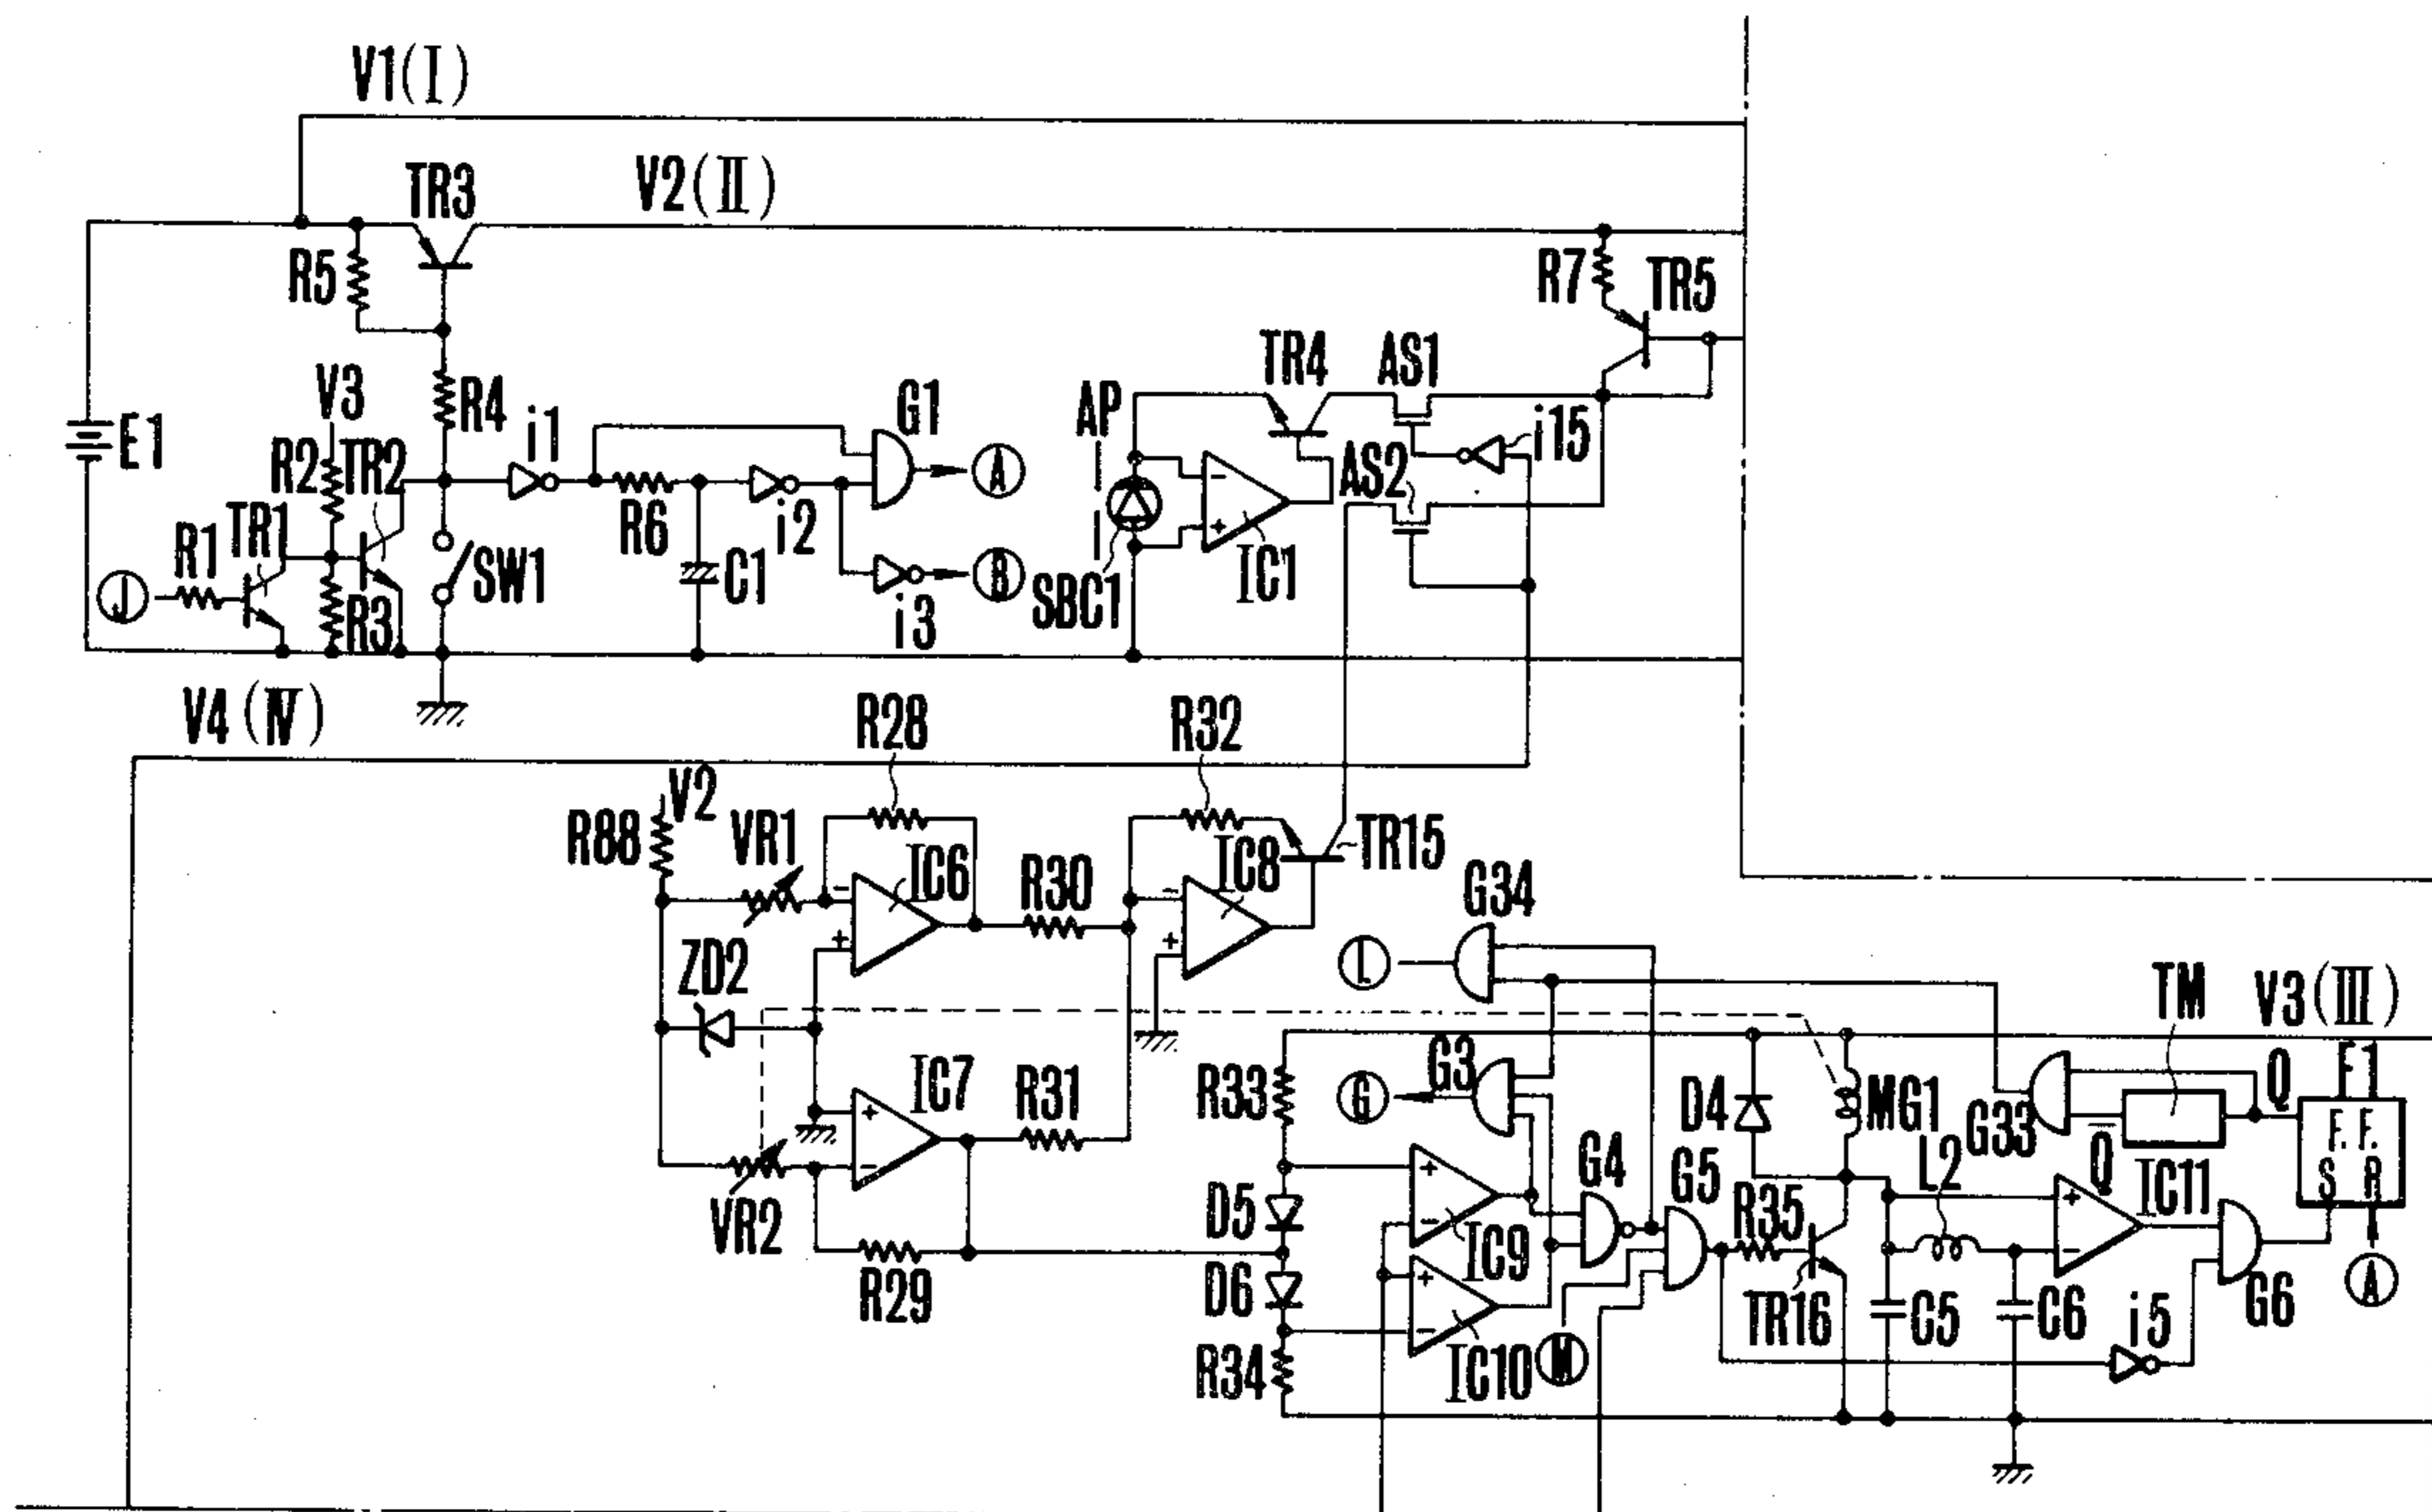 V1(Ⅰ)
TR3
V2(Ⅱ)
R5
R7
TR5
V3
R4
TR4
AS1
G1
AP
E1
R2
TR2
i1
A
i15
AS2
R1
TR1
R6
i2
J
SW1
C1
B
IC1
R3
i3
SBC1
V4(Ⅳ)
R28
R32
V2
R88
VR1
IC6
IC8
TR15
R30
G34
-
-
+
+
ZD2
L
TM
V3(Ⅲ)
G3
Q
F1
IC7
R31
R33
G
D4
MG1
G33
F.F.
+
Q̅
-
+
G4
G5
L2
IC11
S
R
VR2
D5
R35
+
-
IC9
R29
D6
+
-
-
TR16
C5
C6
i5
G6
A
R34
IC10
M